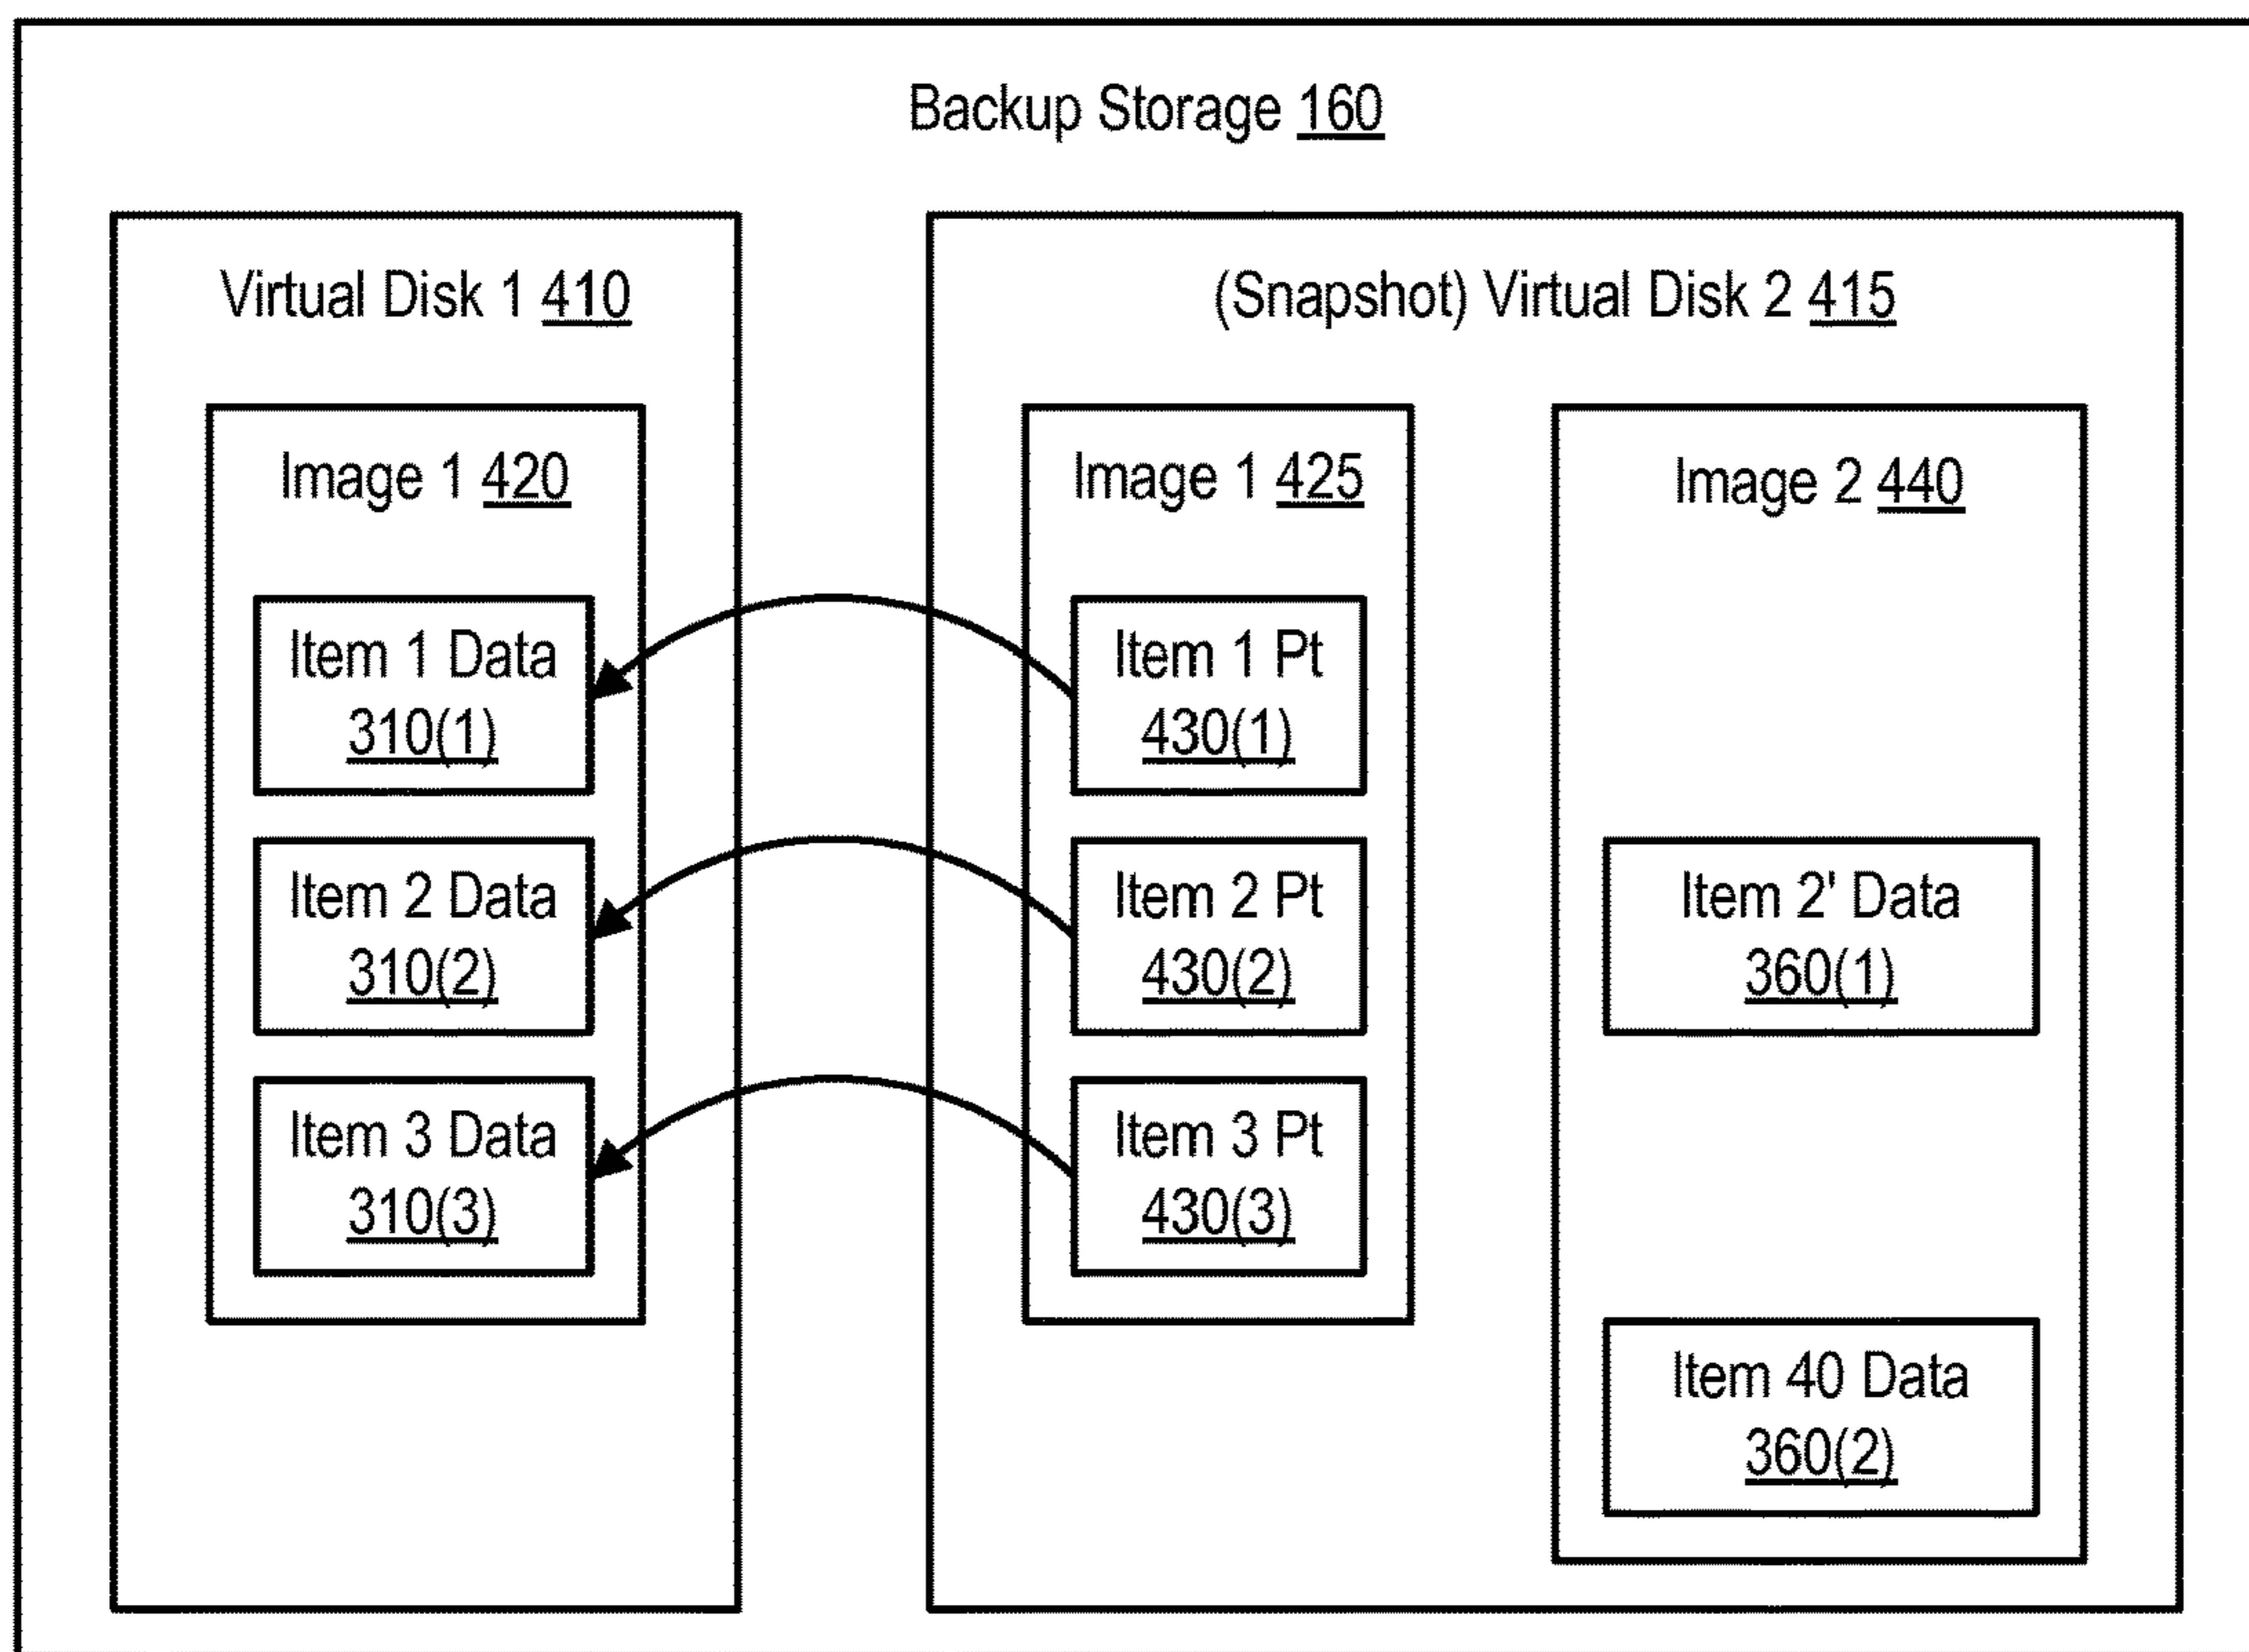 Backup Storage 160
Virtual Disk 1 410
(Snapshot) Virtual Disk 2 415
Image 1 420
Image 1 425
Image 2 440
Item 1 Data
310(1)
Item 1 Pt
430(1)
Item 2 Data
310(2)
Item 2 Pt
430(2)
Item 2' Data
360(1)
Item 3 Data
310(3)
Item 3 Pt
430(3)
Item 40 Data
360(2)